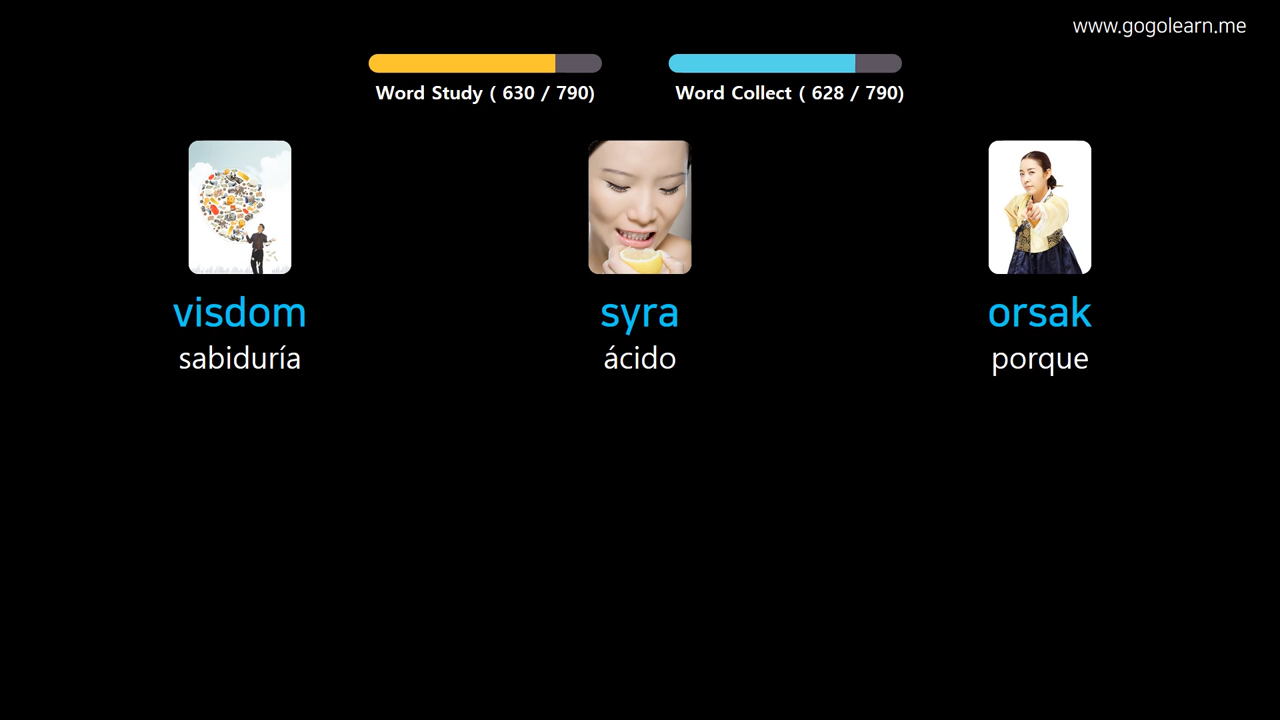 www.gogolearn.me
Word Study ( 630 / 790)
Word Collect ( 628 / 790)
visdom
sabiduría
syra
ácido
orsak
porque